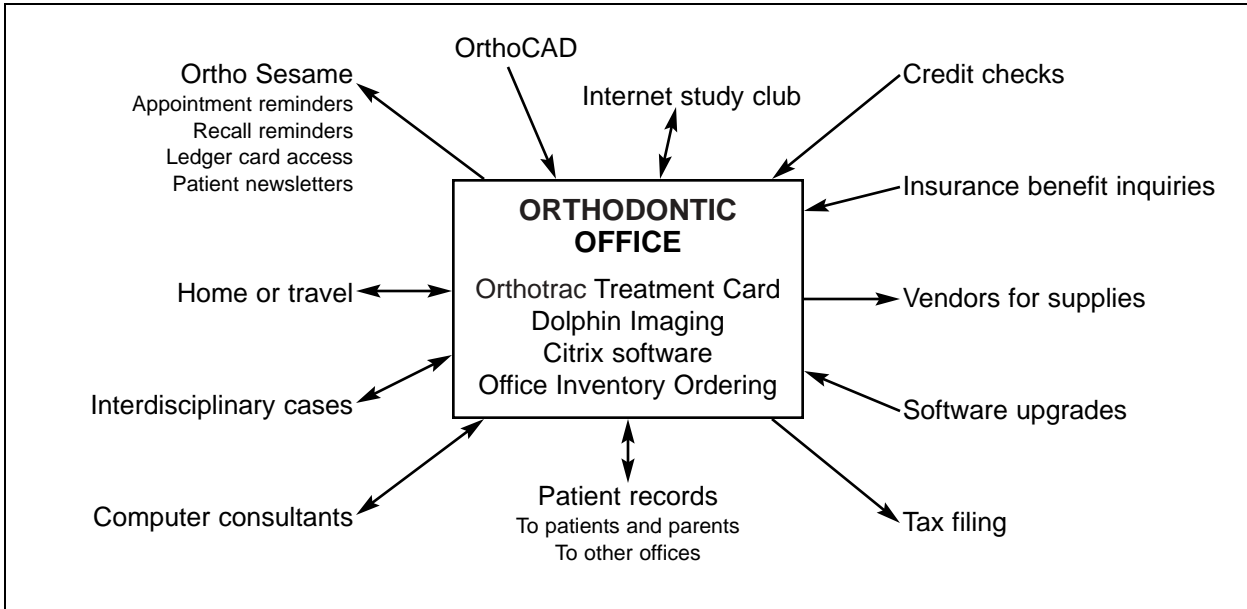 OrthoCAD
Ortho Sesame
Appointment reminders
Recall reminders
Ledger card access
Patient newsletters
Internet study club
Credit checks
Insurance benefit inquiries
ORTHODONTIC
OFFICE
Orthotrac Treatment Card
Dolphin Imaging
Citrix software
Office Inventory Ordering
Home or travel
Vendors for supplies
Interdisciplinary cases
Software upgrades
Computer consultants
Patient records
To patients and parents
To other offices
Tax filing